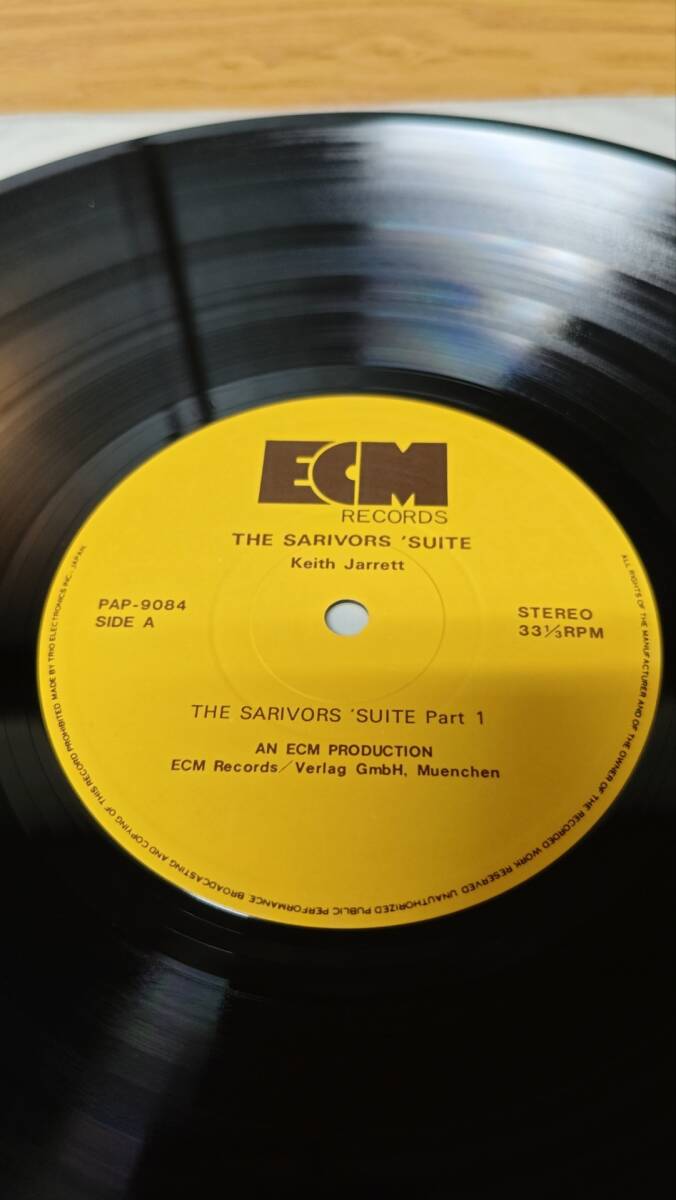 ECM
RECORDS
THE SARIVORS 'SUITE
Keith Jarrett
PAP-9084
SIDE A
STEREO
33⅓RPM
THE SARIVORS 'SUITE Part 1
AN ECM PRODUCTION
ECM Records/Verlag GmbH, Muenchen
ALL RIGHTS OF THE MANUFACTURER AND OF THE OWNER OF THE RECORDED WORK RESERVED UNAUTHORIZED PUBLIC PERFORMANCE BROADCASTING AND COPYING OF THIS RECORD PROHIBITED MADE BY TRIO ELECTRONICS INC., JAPAN